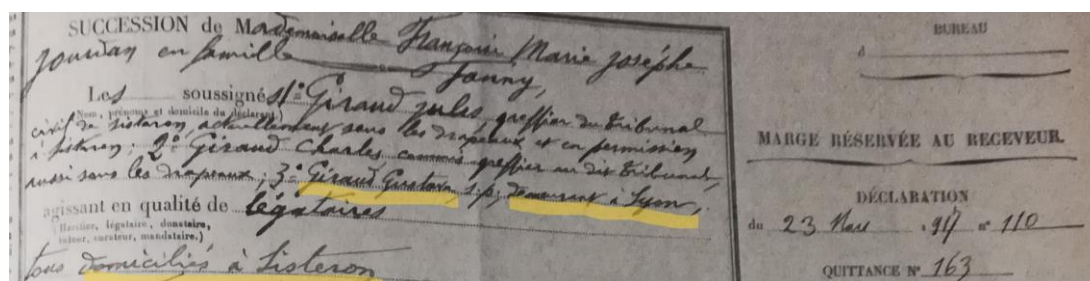 SUCCESSION de Mademoiselle Françoise Marie Josèphe
Jourdan en famille Fanny,
Les soussignés 1° Giraud Jules, greffier du tribunal
(Nom, prénoms et domicile du déclarant.)
civil de Sisteron, actuellement sous les drapeaux et en permission
à Sisteron; 2° Giraud Charles commis greffier au dit tribunal,
aussi sous les drapeaux; 3° Giraud Gustave, s.p., demeurant à Lyon,
agissant en qualité de légataires
(Héritier, légataire, donataire,
tuteur, curateur, mandataire.)
tous domiciliés à Sisteron
BUREAU
d
MARGE RÉSERVÉE AU RECEVEUR.
DÉCLARATION
du 23 Mars 1917 n° 110
QUITTANCE N° 163